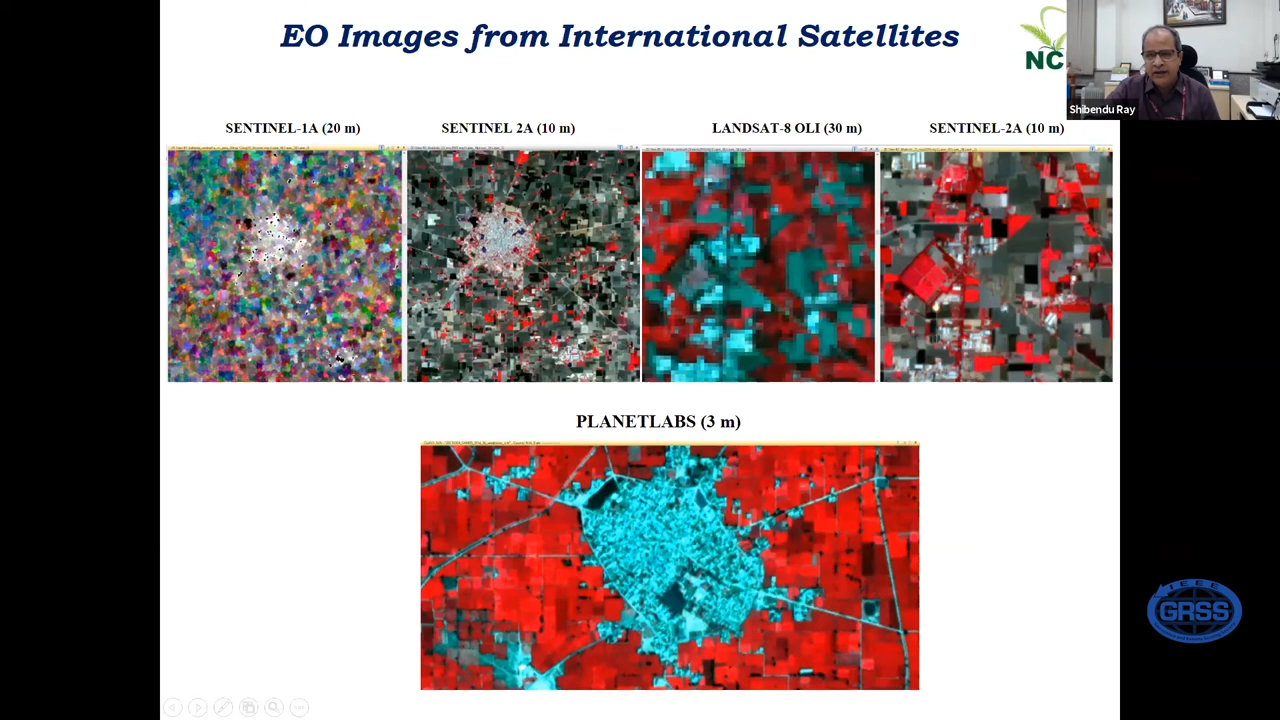 EO Images from International Satellites
NC
Shibendu Ray
SENTINEL-1A (20 m)
SENTINEL 2A (10 m)
LANDSAT-8 OLI (30 m)
SENTINEL-2A (10 m)
PLANETLABS (3 m)
IEEE
GRSS